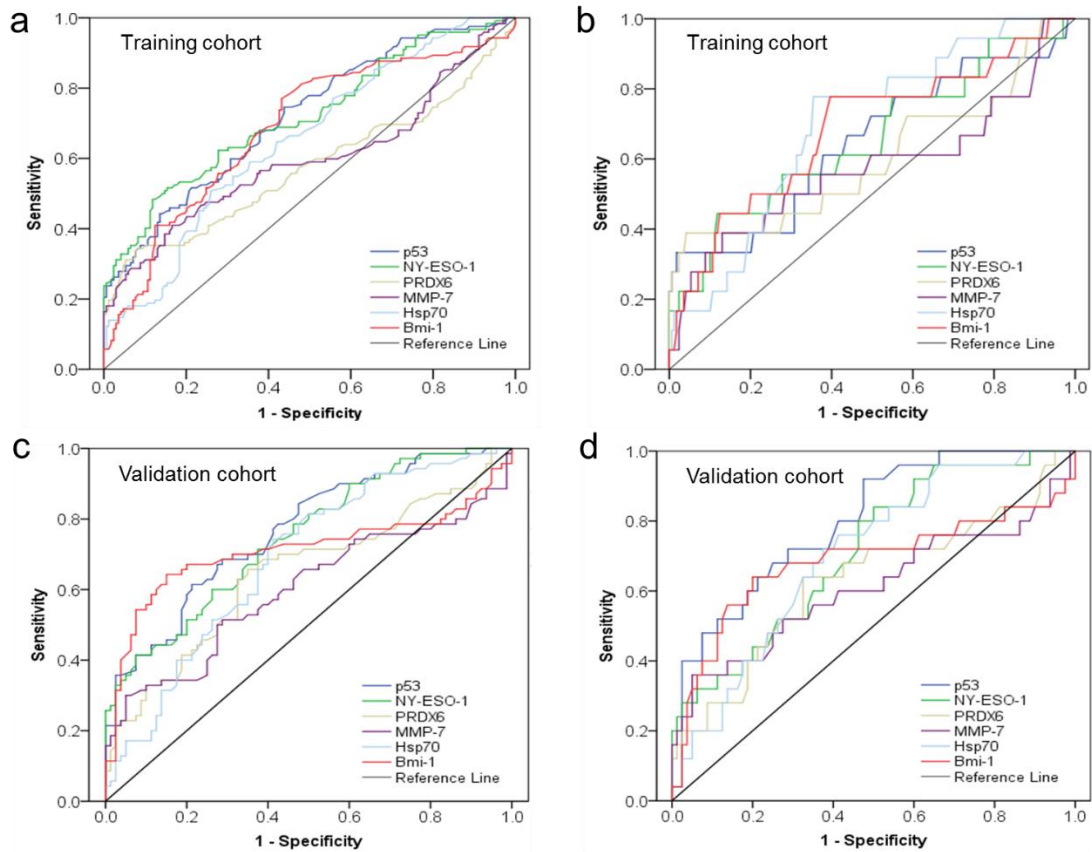 a
Training cohort
1.0
0.8
0.6
0.4
0.2
0.0
Sensitivity
p53
NY-ESO-1
PRDX6
MMP-7
Hsp70
Bmi-1
Reference Line
0.0 0.2 0.4 0.6 0.8 1.0
1 - Specificity
b
Training cohort
1.0
0.8
0.6
0.4
0.2
0.0
Sensitivity
p53
NY-ESO-1
PRDX6
MMP-7
Hsp70
Bmi-1
Reference Line
0.0 0.2 0.4 0.6 0.8 1.0
1 - Specificity
c
Validation cohort
1.0
0.8
0.6
0.4
0.2
0.0
Sensitivity
p53
NY-ESO-1
PRDX6
MMP-7
Hsp70
Bmi-1
Reference Line
0.0 0.2 0.4 0.6 0.8 1.0
1 - Specificity
d
Validation cohort
1.0
0.8
0.6
0.4
0.2
0.0
Sensitivity
p53
NY-ESO-1
PRDX6
MMP-7
Hsp70
Bmi-1
Reference Line
0.0 0.2 0.4 0.6 0.8 1.0
1 - Specificity